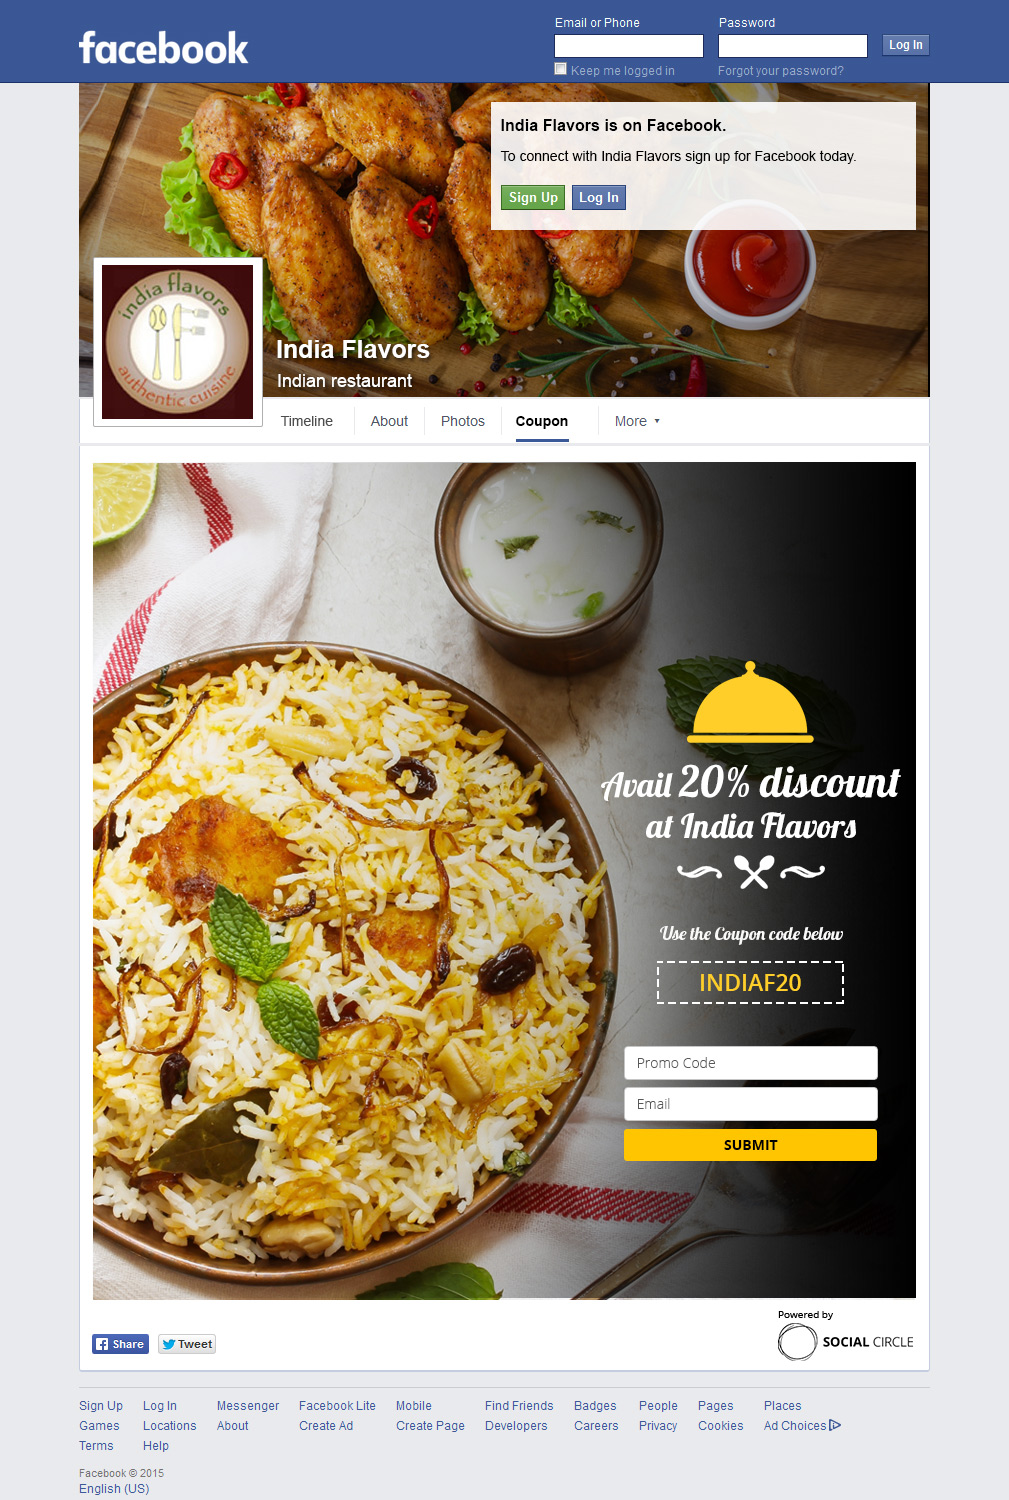 facebook
Email or Phone
Password
Log In
Keep me logged in
Forgot your password?
India Flavors is on Facebook.
To connect with India Flavors sign up for Facebook today.
Sign Up
Log In
india flavors
authentic cuisine
India Flavors
Indian restaurant
Timeline
About
Photos
Coupon
More
Avail 20% discount
at India Flavors
Use the Coupon code below
INDIAF20
Promo Code
Email
SUBMIT
Share
Tweet
Powered by
SOCIAL CIRCLE
Sign Up Log In Messenger Facebook Lite Mobile Find Friends Badges People Pages Places
Games Locations About Create Ad Create Page Developers Careers Privacy Cookies Ad Choices
Terms Help
Facebook © 2015
English (US)